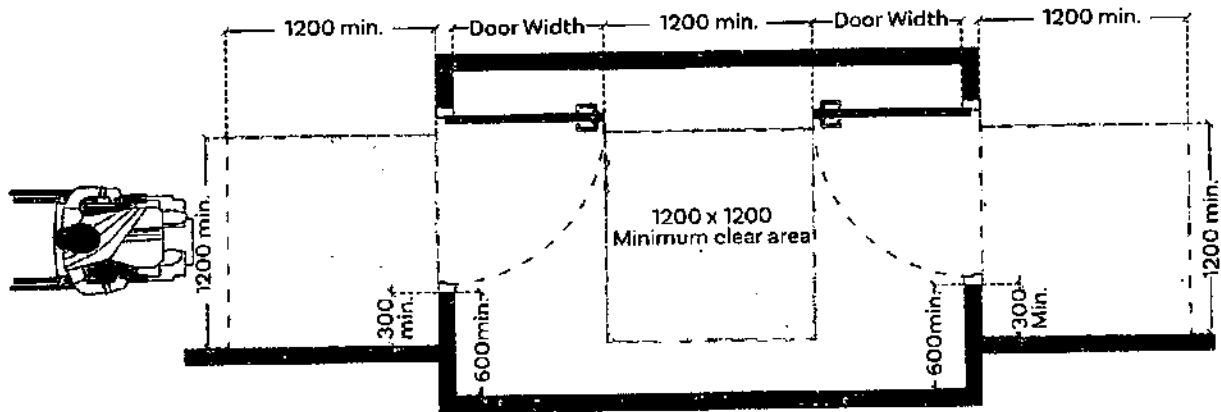 1200 min.
Door Width
1200 min.
Door Width
1200 min.
1200 min.
1200 x 1200
Minimum clear area
1200 min.
300
min.
600min.
600min.
300
Min.